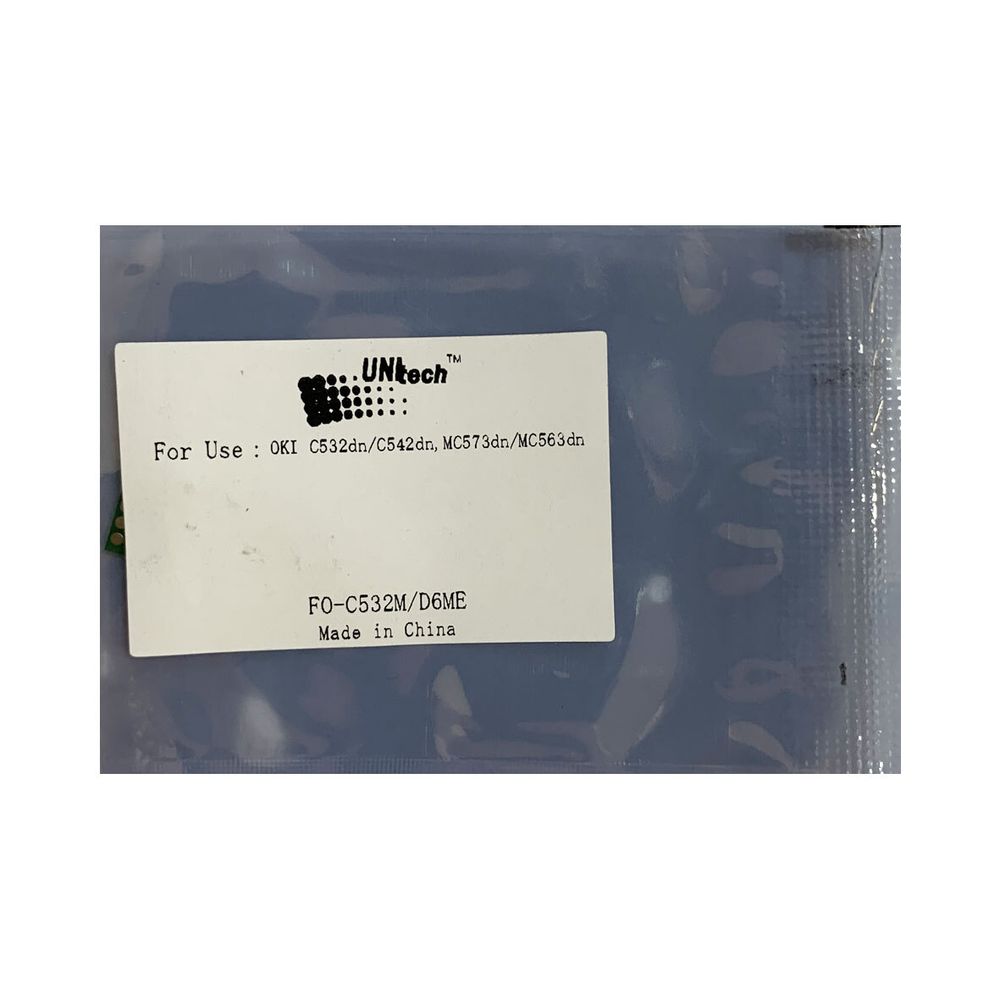 UNItech™
For Use : OKI C532dn/C542dn, MC573dn/MC563dn
FO-C532M/D6ME
Made in China